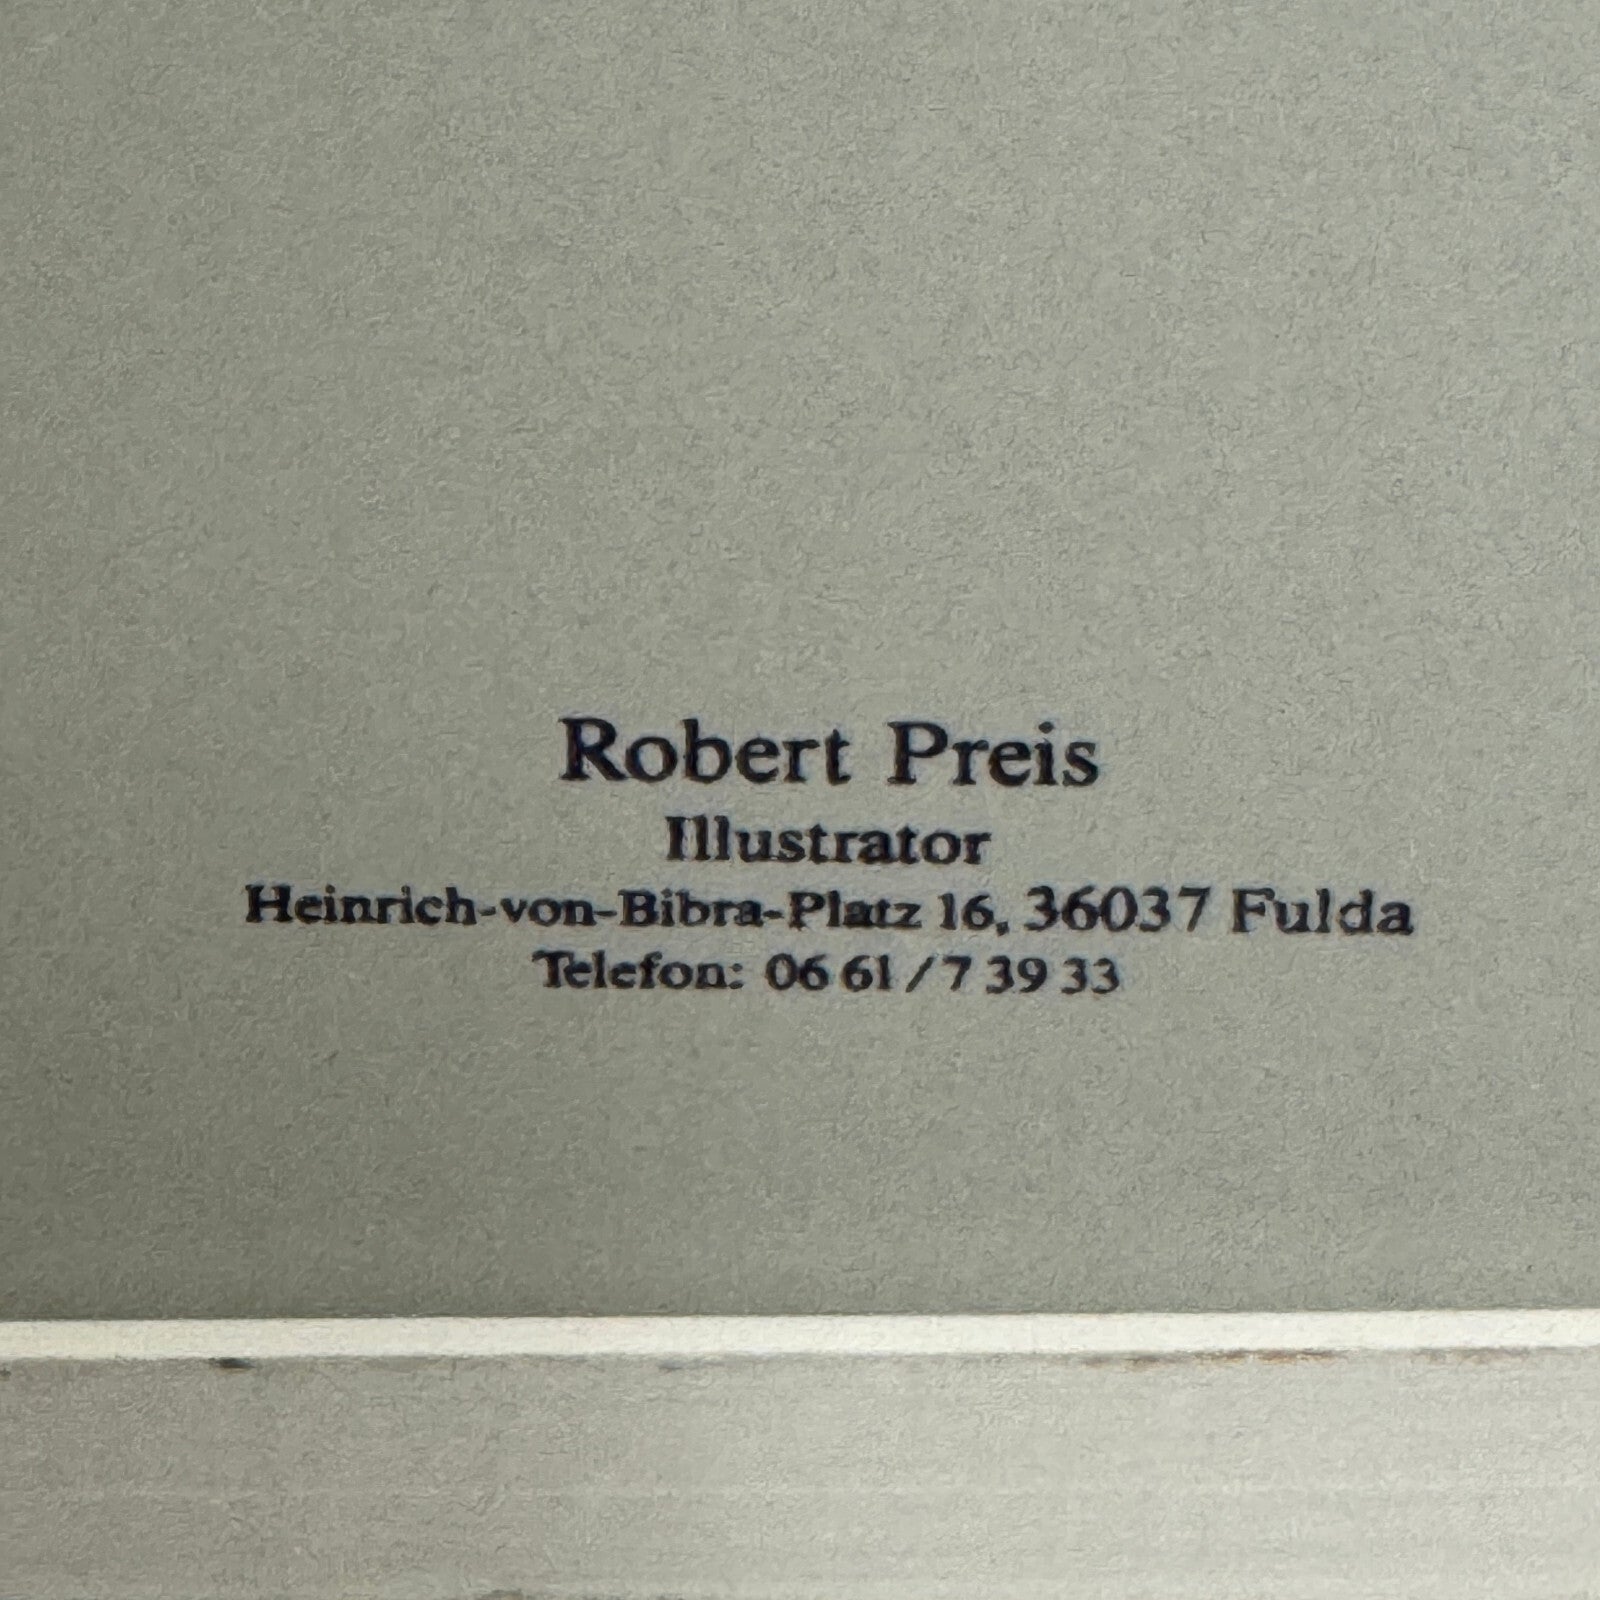 Robert Preis
Illustrator
Heinrich-von-Bibra-Platz 16, 36037 Fulda
Telefon: 06 61 / 7 39 33